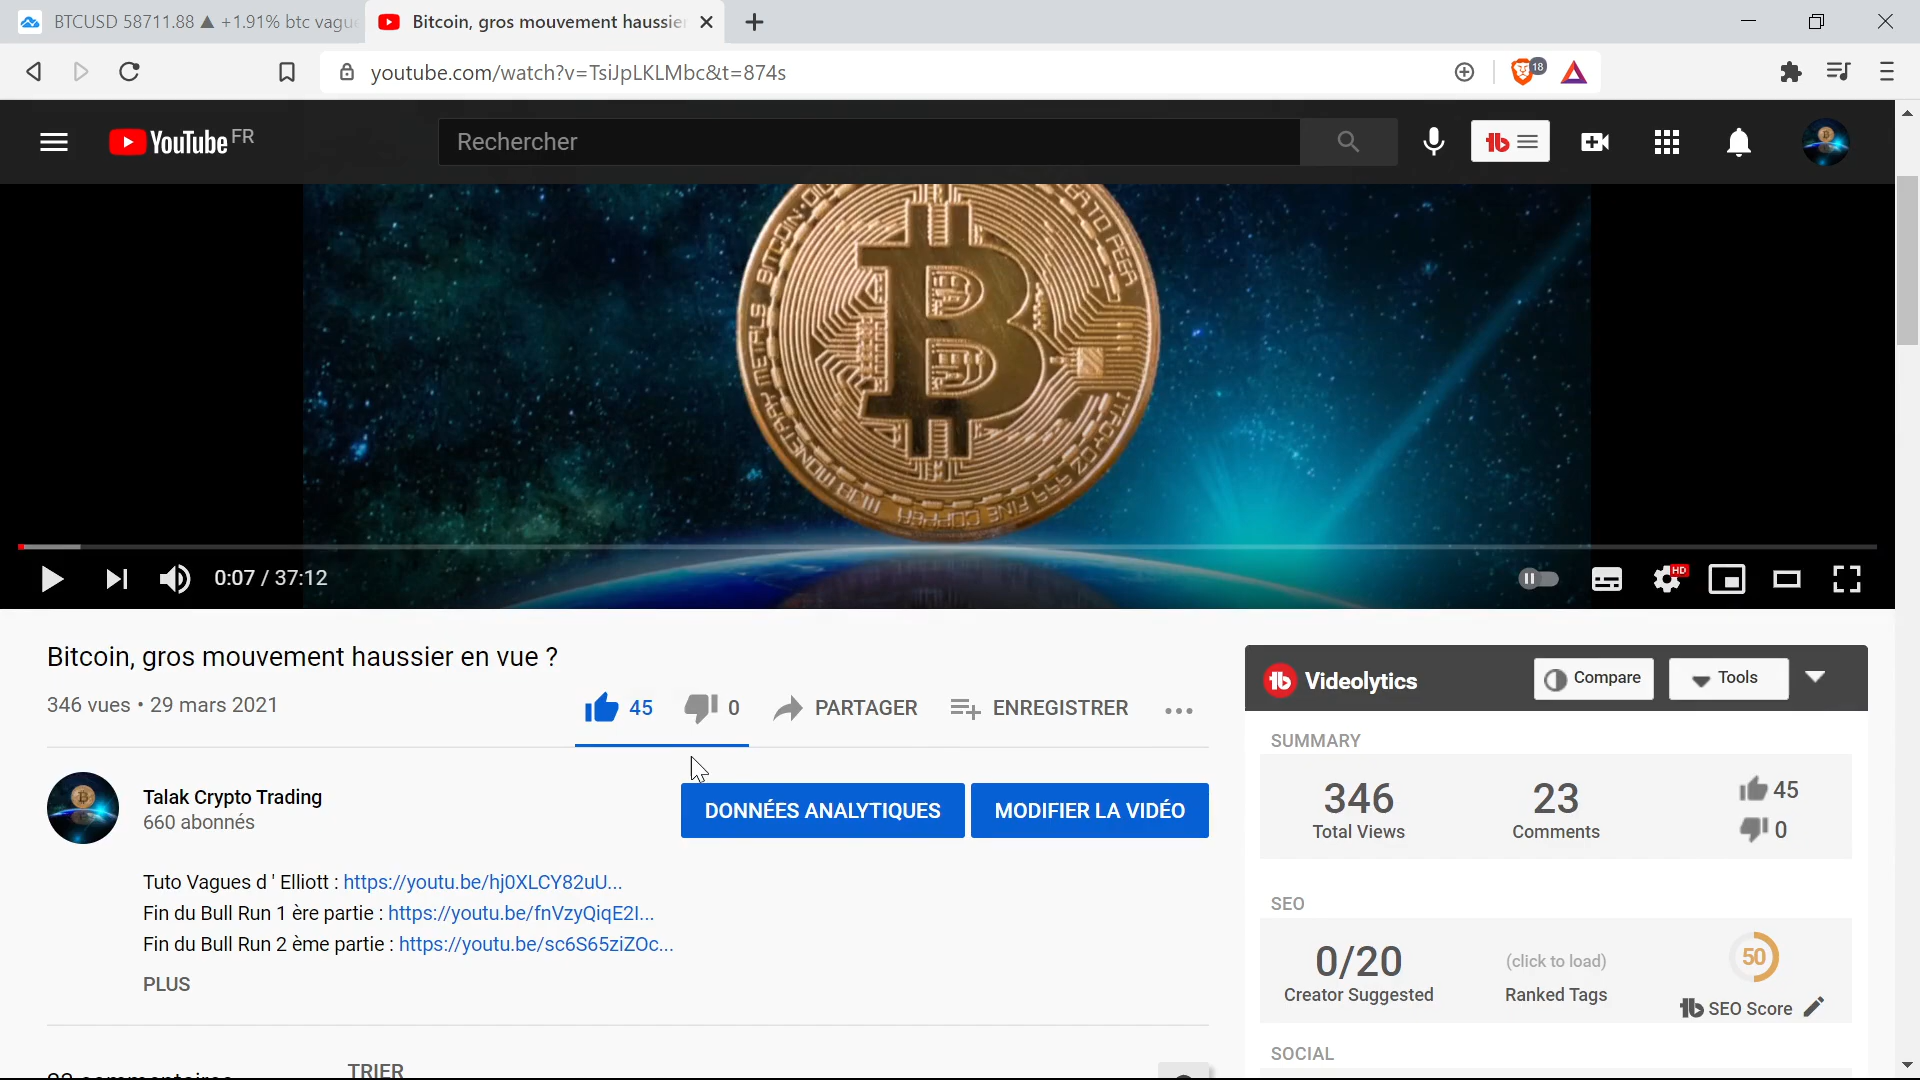 BTCUSD 58711.88 ▲ +1.91% btc vague
Bitcoin, gros mouvement haussier
youtube.com/watch?v=TsiJpLKLMbc&t=874s
18
YouTube FR
Rechercher
0:07 / 37:12
HD
Bitcoin, gros mouvement haussier en vue ?
346 vues • 29 mars 2021
45
0
PARTAGER
ENREGISTRER
Talak Crypto Trading
660 abonnés
DONNÉES ANALYTIQUES
MODIFIER LA VIDÉO
Tuto Vagues d ' Elliott : https://youtu.be/hj0XLCY82uU...
Fin du Bull Run 1 ère partie : https://youtu.be/fnVzyQiqE2I...
Fin du Bull Run 2 ème partie : https://youtu.be/sc6S65ziZOc...
PLUS
TRIER
Videolytics
Compare
Tools
SUMMARY
346
Total Views
23
Comments
45
0
SEO
0/20
Creator Suggested
(click to load)
Ranked Tags
50
SEO Score
SOCIAL